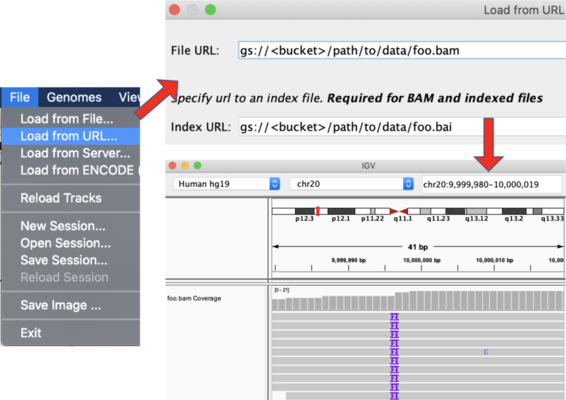 File Genomes View
Load from File...
Load from URL...
Load from Server...
Load from ENCODE (
Reload Tracks
New Session...
Open Session...
Save Session...
Reload Session
Save Image ...
Exit
Load from URL
File URL: gs://<bucket>/path/to/data/foo.bam
Specify url to an index file. Required for BAM and indexed files
Index URL: gs://<bucket>/path/to/data/foo.bai
IGV
Human hg19 chr20 chr20:9,999,980-10,000,019
p12.3 p12.1 p11.22 q11.1 q11.23 q13.12 q13.2 q13.33
41 bp
9,999,990 bp 10,000,000 bp 10,000,010 bp 10,0
[0 - 21]
foo.bam Coverage
C